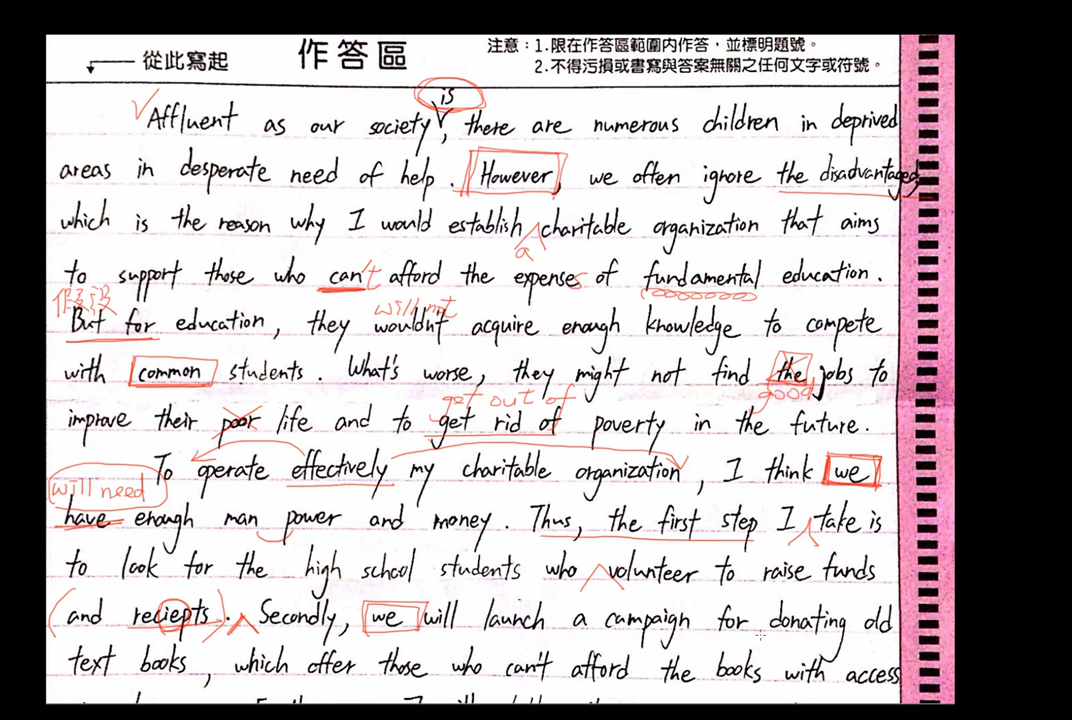 從此寫起 作答區 注意：1.限在作答區範圍內作答，並標明題號。
2.不得污損或書寫與答案無關之任何文字或符號。
is
Affluent as our society, there are numerous children in deprived
areas in desperate need of help. However, we often ignore the disadvantaged,
which is the reason why I would establish charitable organization that aims
a
to support those who can't afford the expenses of fundamental education.
假設 will not
But for education, they wouldn't acquire enough knowledge to compete
with common students. What's worse, they might not find the jobs to
get out of good
improve their poor life and to get rid of poverty in the future.
To operate effectively my charitable organization, I think we
will need
have enough man power and money. Thus, the first step I take is
to look for the high school students who volunteer to raise funds
(and reciepts). Secondly, we will launch a campaign for donating old
text books, which offer those who can't afford the books with access